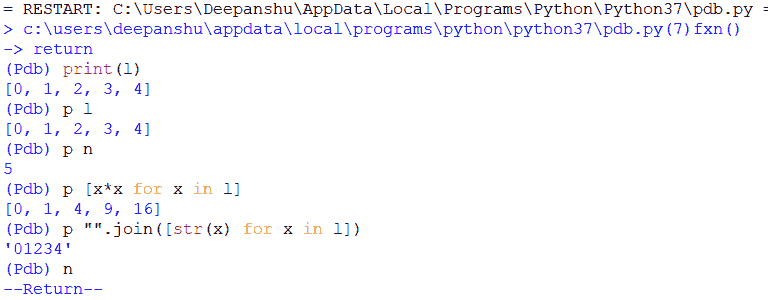 = RESTART: C:\Users\Deepanshu\AppData\Local\Programs\Python\Python37\pdb.py =
> c:\users\deepanshu\appdata\local\programs\python\python37\pdb.py(7)fxn()
-> return
(Pdb) print(l)
[0, 1, 2, 3, 4]
(Pdb) p l
[0, 1, 2, 3, 4]
(Pdb) p n
5
(Pdb) p [x*x for x in l]
[0, 1, 4, 9, 16]
(Pdb) p "".join([str(x) for x in l])
'01234'
(Pdb) n
--Return--